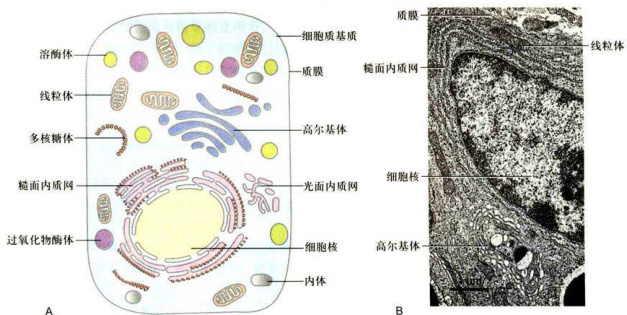 溶酶体
线粒体
多核糖体
糙面内质网
过氧化物酶体
细胞质基质
质膜
高尔基体
光面内质网
细胞核
内体
A
质膜
线粒体
糙面内质网
细胞核
高尔基体
B